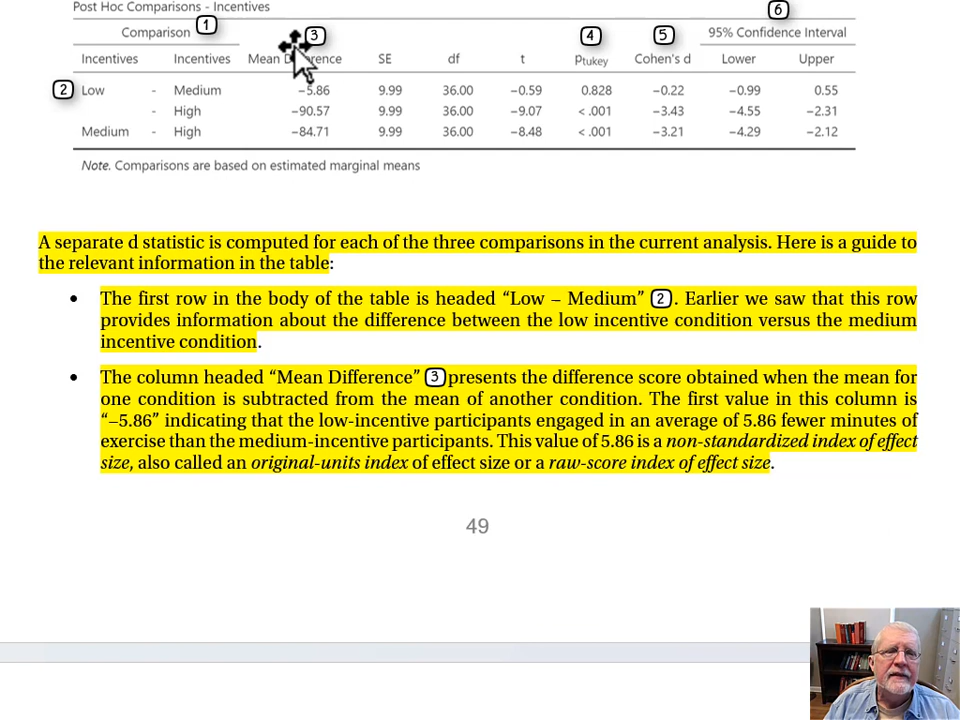 Post Hoc Comparisons - Incentives
Comparison 1 3 4 5 6 95% Confidence Interval
Incentives Incentives Mean SE df t ptukey Cohen's d Lower Upper
2 Low - Medium −5.86 9.99 36.00 −0.59 0.828 −0.22 −0.99 0.55
- High −90.57 9.99 36.00 −9.07 < .001 −3.43 −4.55 −2.31
Medium - High −84.71 9.99 36.00 −8.48 < .001 −3.21 −4.29 −2.12
Note. Comparisons are based on estimated marginal means
A separate d statistic is computed for each of the three comparisons in the current analysis. Here is a guide to
the relevant information in the table:
• The first row in the body of the table is headed “Low – Medium” 2 . Earlier we saw that this row
provides information about the difference between the low incentive condition versus the medium
incentive condition.
• The column headed “Mean Difference” 3 presents the difference score obtained when the mean for
one condition is subtracted from the mean of another condition. The first value in this column is
“–5.86” indicating that the low-incentive participants engaged in an average of 5.86 fewer minutes of
exercise than the medium-incentive participants. This value of 5.86 is a non-standardized index of effect
size, also called an original-units index of effect size or a raw-score index of effect size.
49